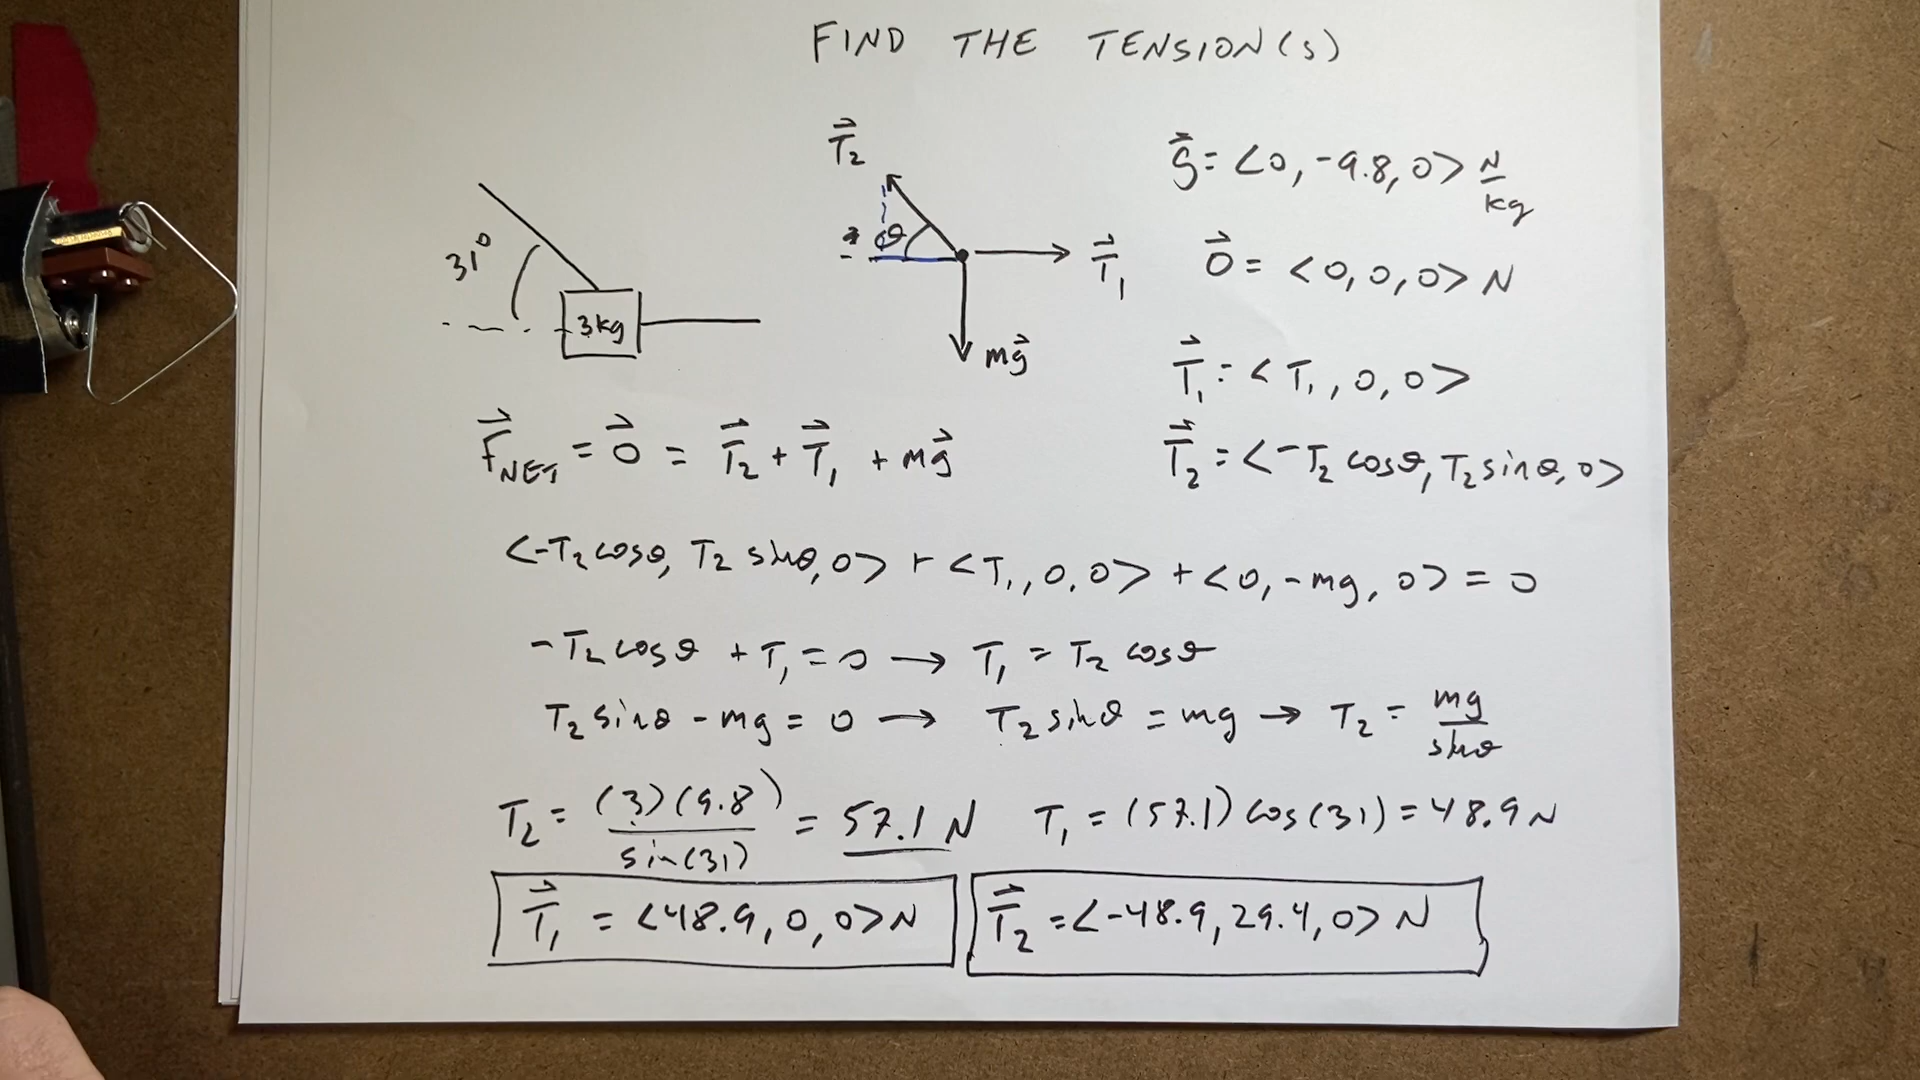 FIND THE TENSION(S)
31°
3kg
T⃗₂
θ
T⃗₁
mg⃗
g⃗ = <0, -9.8, 0> N/kg
0⃗ = <0, 0, 0> N
T⃗₁ = <T₁, 0, 0>
T⃗₂ = <-T₂ cosθ, T₂ sinθ, 0>
F⃗NET = 0⃗ = T⃗₂ + T⃗₁ + mg⃗
<-T₂ cosθ, T₂ sinθ, 0> + <T₁, 0, 0> + <0, -mg, 0> = 0
-T₂ cosθ + T₁ = 0 → T₁ = T₂ cosθ
T₂ sinθ - mg = 0 → T₂ sinθ = mg → T₂ = mg/sinθ
T₂ = (3)(9.8)/sin(31) = 57.1 N T₁ = (57.1) cos(31) = 48.9 N
T⃗₁ = <48.9, 0, 0> N T⃗₂ = <-48.9, 29.4, 0> N